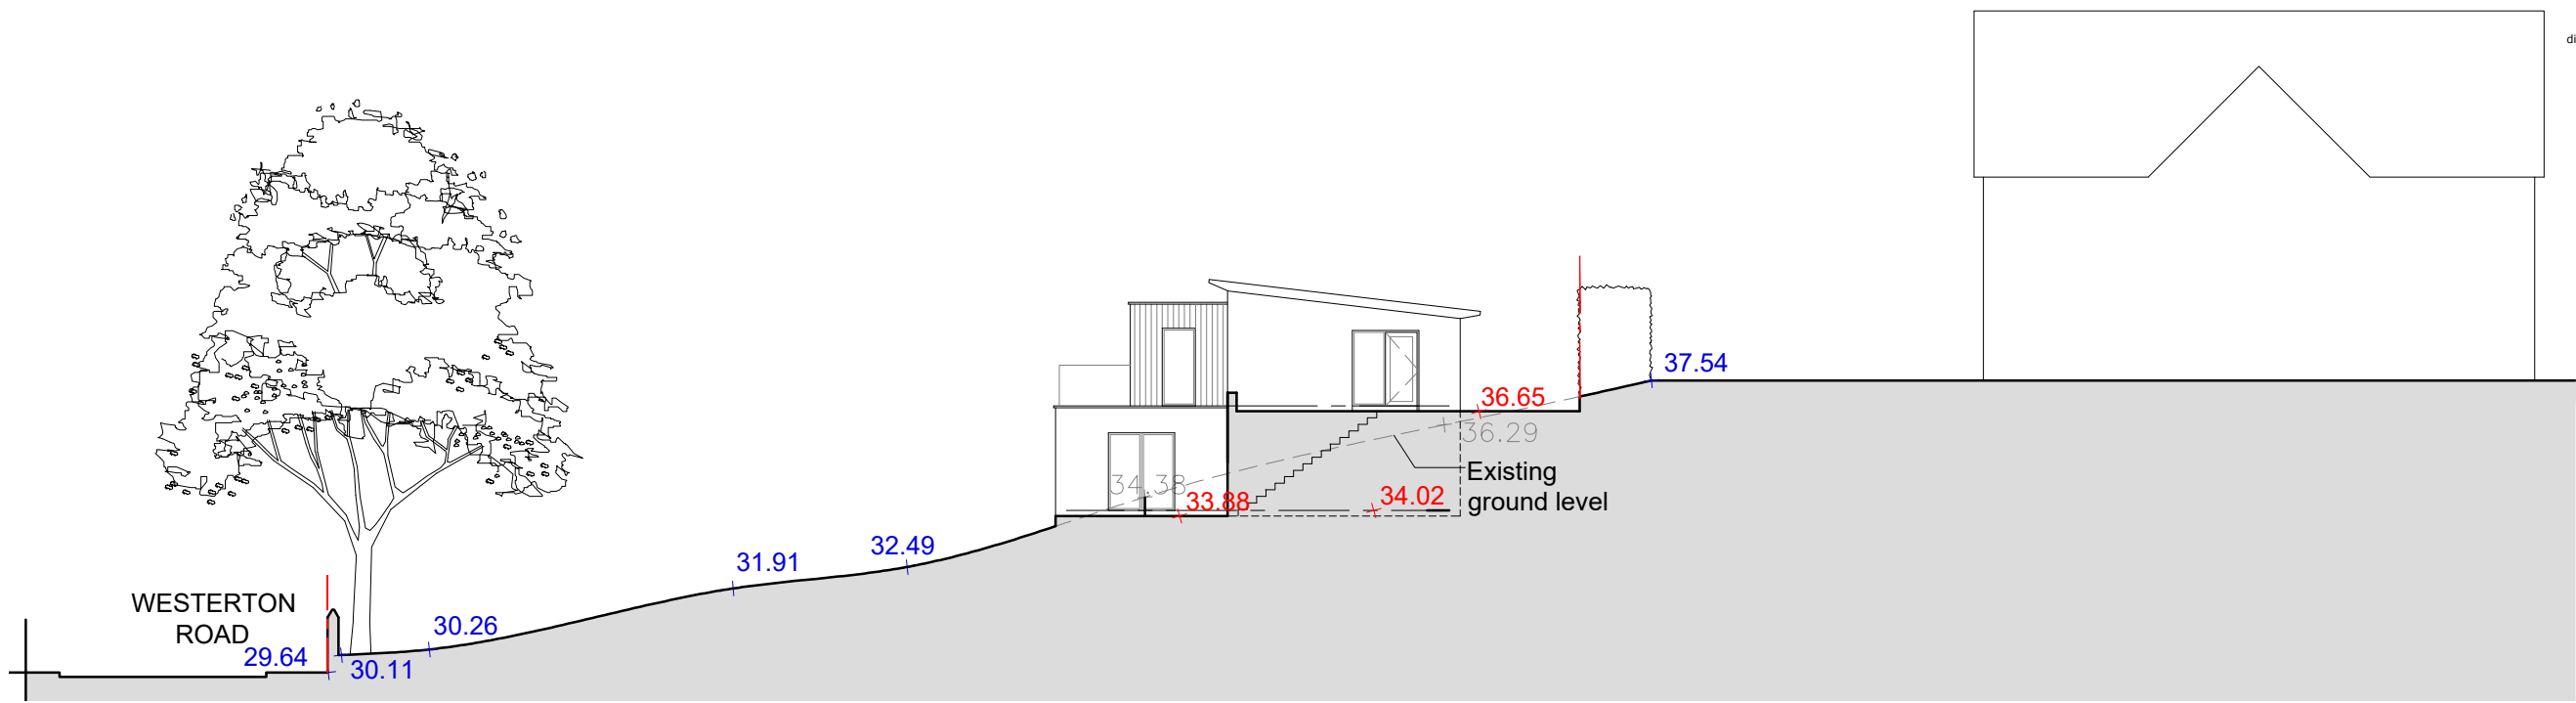 di
37.54
36.65
36.29
Existing
ground level
34.38
33.88
34.02
31.91
32.49
WESTERTON
ROAD
30.26
29.64
30.11